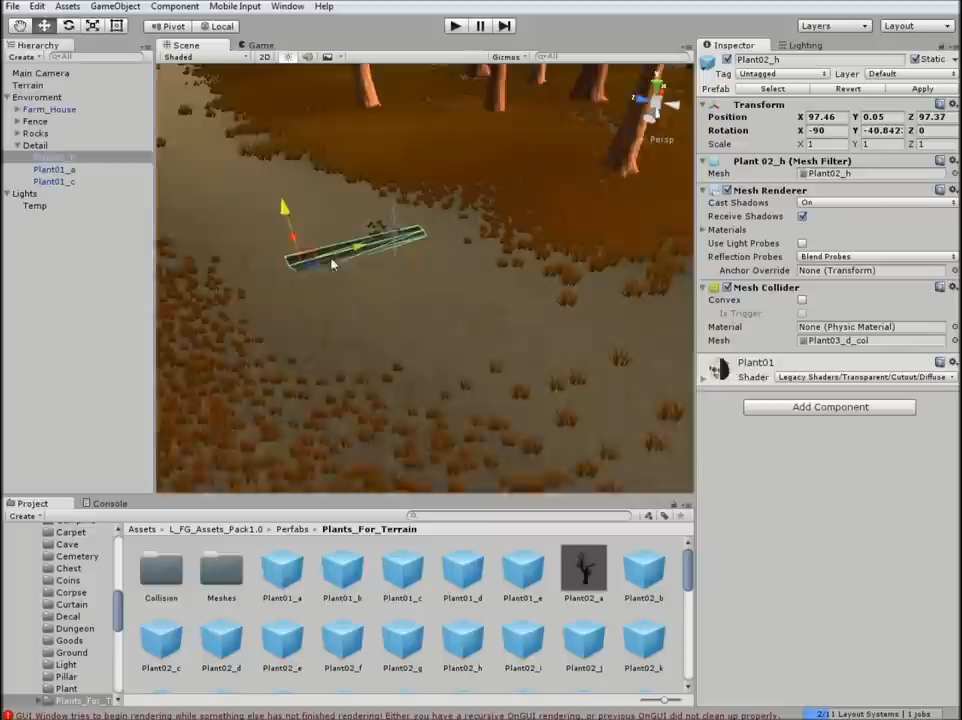 File Edit Assets GameObject Component Mobile Input Window Help
Pivot Local Layers Layout
Hierarchy Scene Game Inspector Lighting
Create All Shaded 2D Gizmos All Plant02_h Static
Main Camera
Terrain
Enviroment
Farm_House
Fence
Rocks
Detail
Plant01_a
Plant01_c
Lights
Temp
Persp
Tag Untagged Layer Default
Prefab Select Revert Apply
Transform
Position X 97.46 Y 0.05 Z 97.37
Rotation X -90 Y -40.842 Z 0
Scale X 1 Y 1 Z 1
Plant 02_h (Mesh Filter)
Mesh Plant02_h
Mesh Renderer
Cast Shadows On
Receive Shadows
Materials
Use Light Probes
Reflection Probes Blend Probes
Anchor Override None (Transform)
Mesh Collider
Convex
Is Trigger
Material None (Physic Material)
Mesh Plant03_d_col
Plant01
Shader Legacy Shaders/Transparent/Cutout/Diffuse
Add Component
Project Console
Create
Assets L_FG_Assets_Pack1.0 Perfabs Plants_For_Terrain
Carpet
Cave
Cemetery
Chest
Coins
Corpse
Curtain
Decal
Dungeon
Goods
Ground
Light
Pillar
Plant
Plants_For_T
Collision Meshes Plant01_a Plant01_b Plant01_c Plant01_d Plant01_e Plant02_a Plant02_b
Plant02_c Plant02_d Plant02_e Plant02_f Plant02_g Plant02_h Plant02_i Plant02_j Plant02_k
GUI Window tries to begin rendering while something else has not finished rendering! Either you have a recursive OnGUI rendering, or previous OnGUI did not clean up properly.
2/11 Layout Systems | 1 jobs